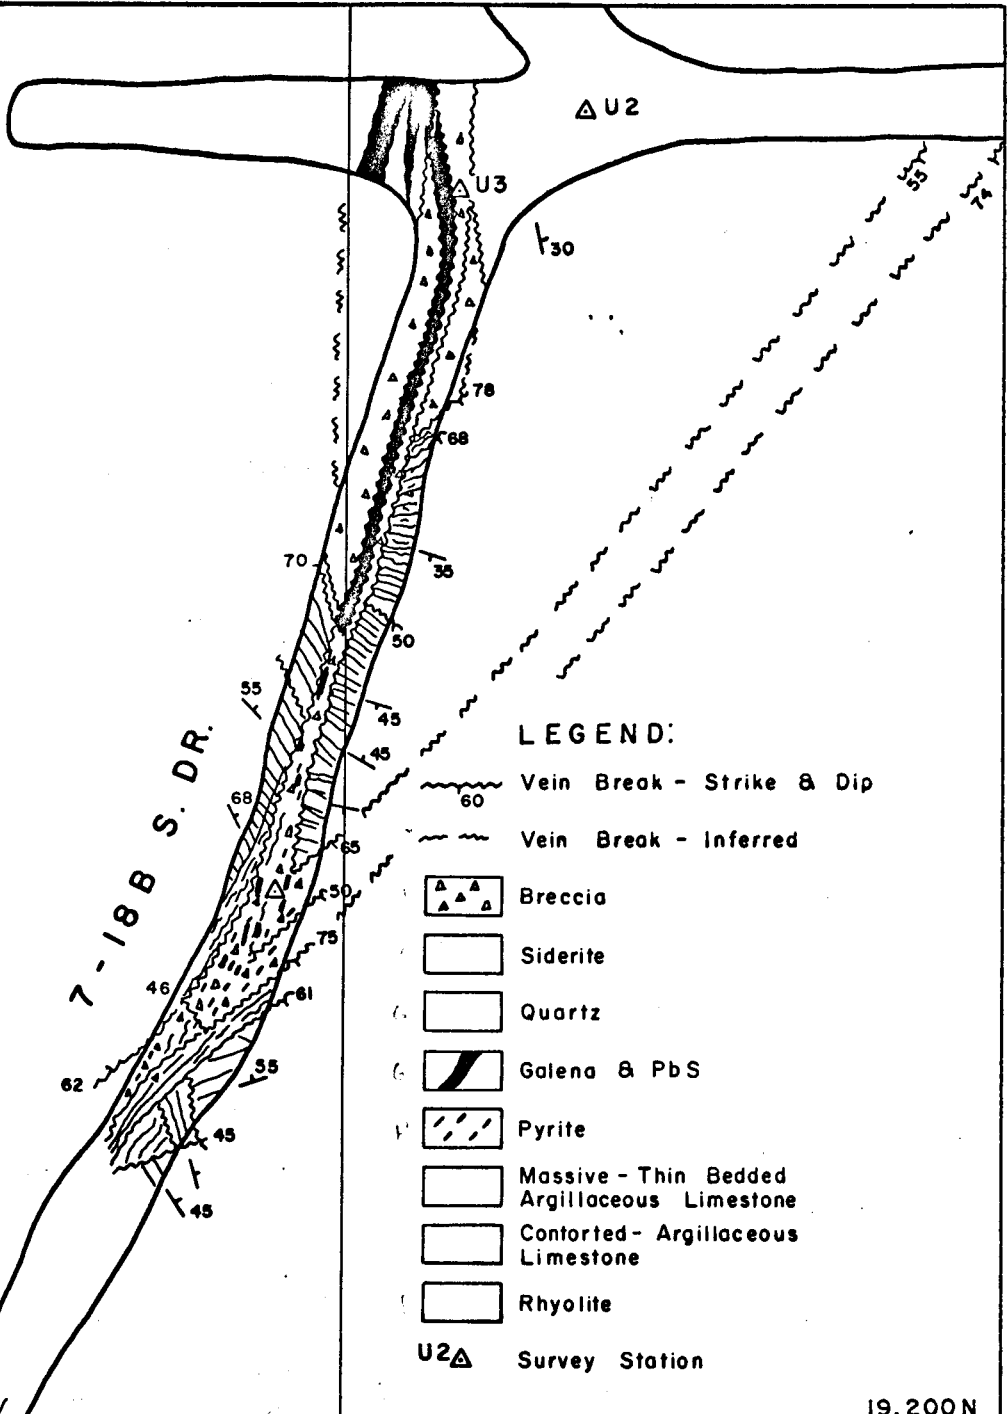 U2
U3
55
74
30
78
68
70
35
50
55
45
45
7-18B S. DR.
68
65
50
75
46
61
62
55
45
45
LEGEND:
60
Vein Break - Strike & Dip
Vein Break - Inferred
Breccia
Siderite
Quartz
Galena & PbS
Pyrite
Massive - Thin Bedded
Argillaceous Limestone
Contorted - Argillaceous
Limestone
Rhyolite
U2 Survey Station
19,200N